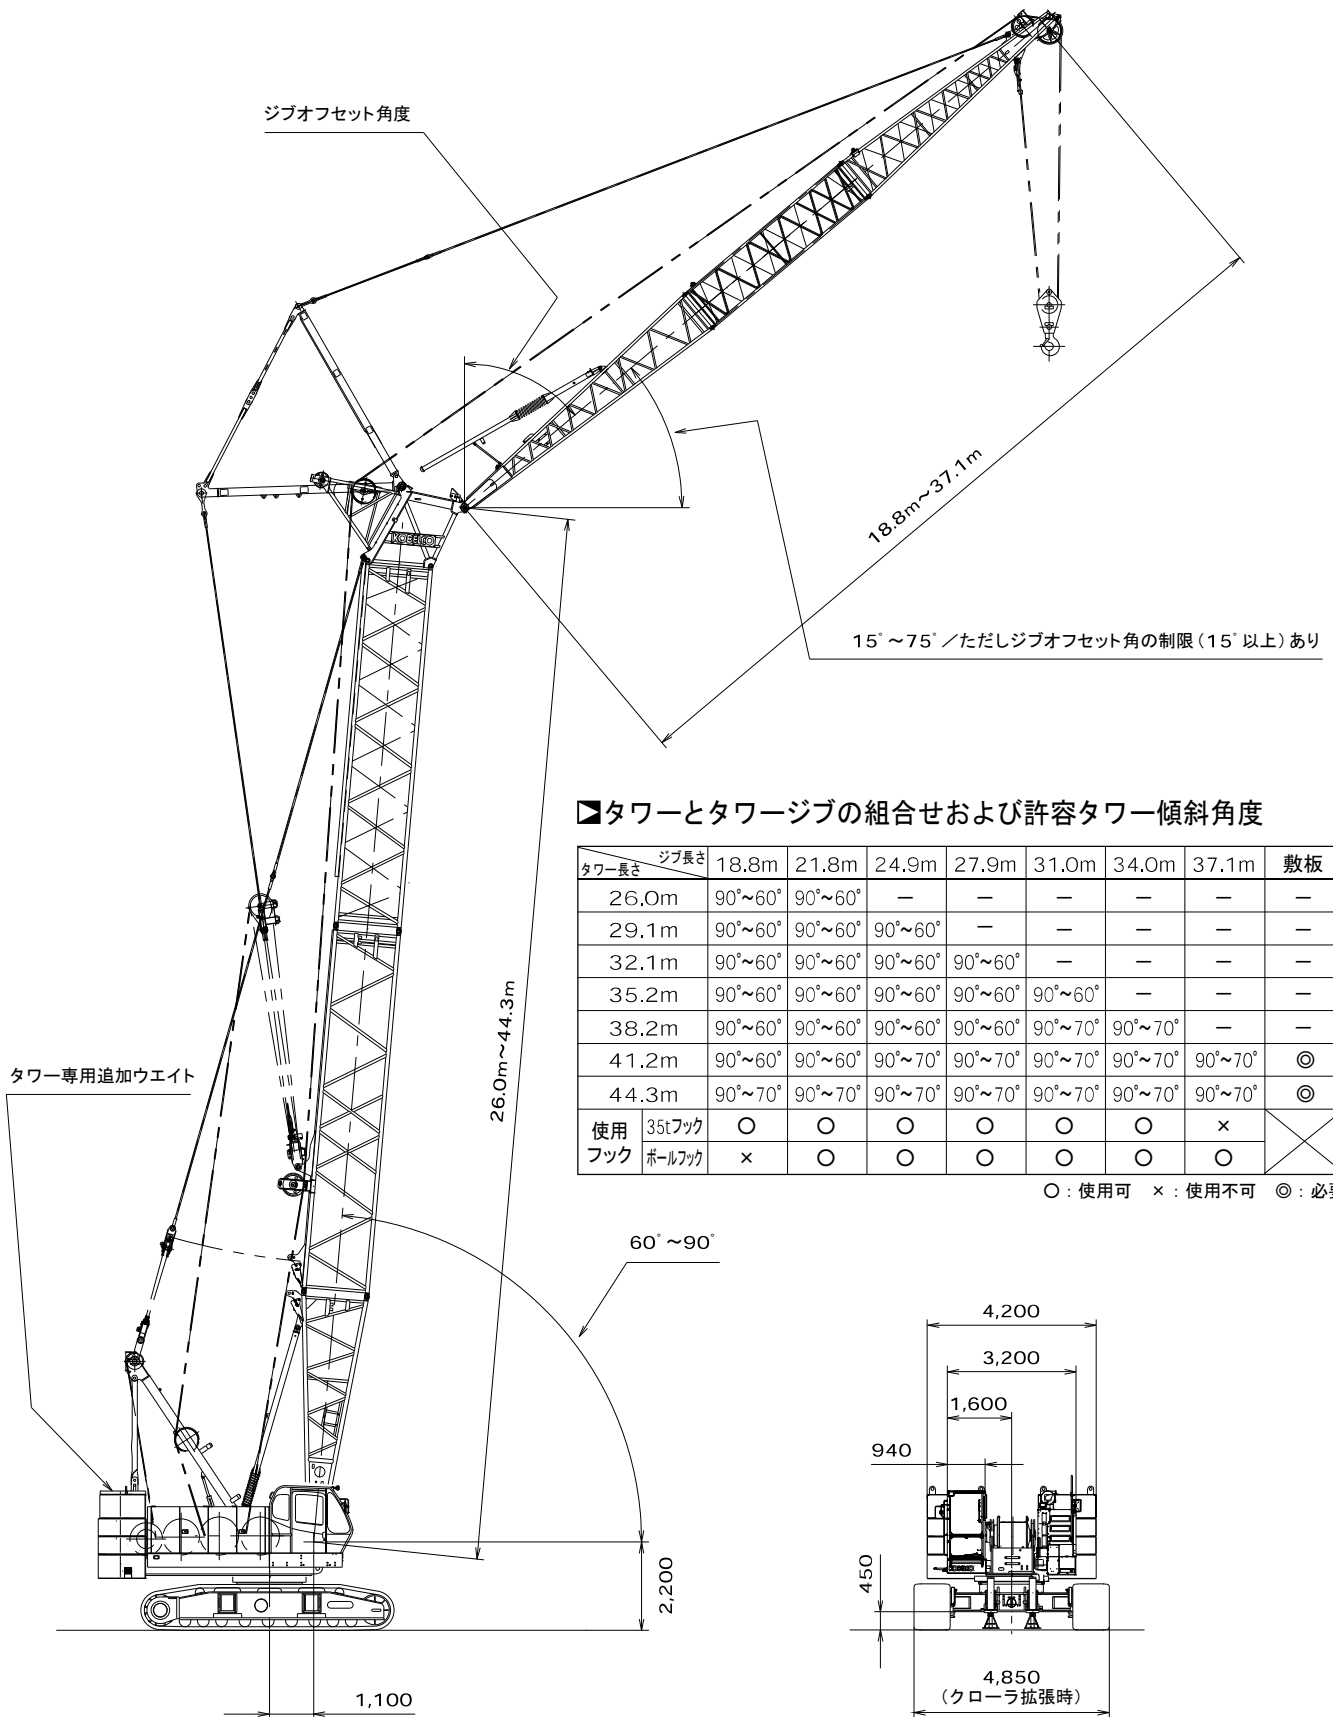 ジブオフセット角度
KOBELCO
18.8m～37.1m
15°～75°／ただしジブオフセット角の制限（15°以上）あり
タワーとタワージブの組合せおよび許容タワー傾斜角度
タワー長さ ジブ長さ 18.8m 21.8m 24.9m 27.9m 31.0m 34.0m 37.1m 敷板
26.0m 90°~60° 90°~60° － － － － － －
29.1m 90°~60° 90°~60° 90°~60° － － － － －
32.1m 90°~60° 90°~60° 90°~60° 90°~60° － － － －
35.2m 90°~60° 90°~60° 90°~60° 90°~60° 90°~60° － － －
38.2m 90°~60° 90°~60° 90°~60° 90°~60° 90°~70° 90°~70° － －
41.2m 90°~60° 90°~60° 90°~70° 90°~70° 90°~70° 90°~70° 90°~70° ◎
44.3m 90°~70° 90°~70° 90°~70° 90°~70° 90°~70° 90°~70° 90°~70° ◎
使用フック 35tフック ○ ○ ○ ○ ○ ○ ×
ボールフック × ○ ○ ○ ○ ○ ○
○：使用可 ×：使用不可 ◎：必要
26.0m～44.3m
タワー専用追加ウエイト
60°～90°
2,200
1,100
4,200
3,200
1,600
940
450
4,850
（クローラ拡張時）